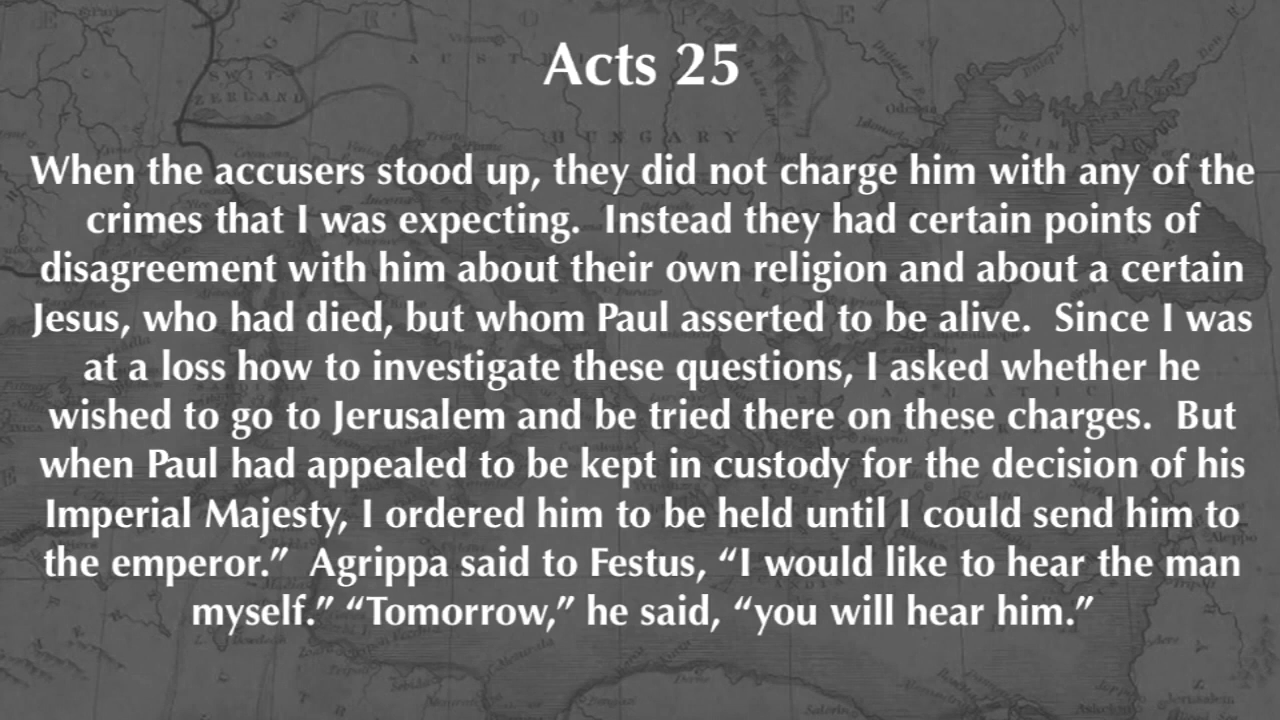 Acts 25
When the accusers stood up, they did not charge him with any of the
crimes that I was expecting.  Instead they had certain points of
disagreement with him about their own religion and about a certain
Jesus, who had died, but whom Paul asserted to be alive.  Since I was
at a loss how to investigate these questions, I asked whether he
wished to go to Jerusalem and be tried there on these charges.  But
when Paul had appealed to be kept in custody for the decision of his
Imperial Majesty, I ordered him to be held until I could send him to
the emperor.”  Agrippa said to Festus, “I would like to hear the man
myself.” “Tomorrow,” he said, “you will hear him.”